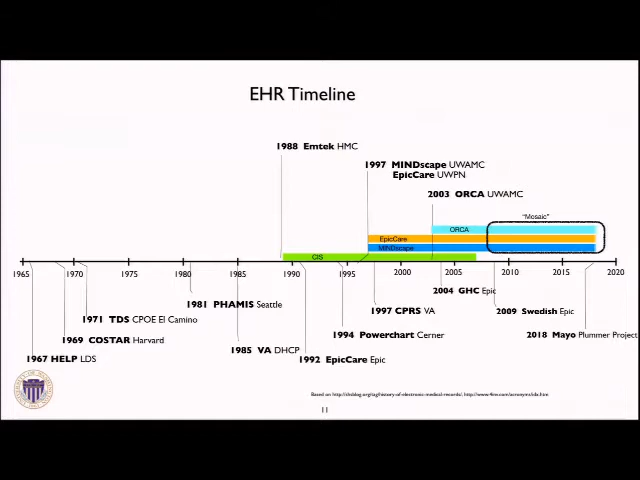 EHR Timeline
1988 Emtek HMC
1997 MINDscape UWAMC
EpicCare UWPN
2003 ORCA UWAMC
"Mosaic"
ORCA
EpicCare
MINDscape
CIS
1965 1970 1975 1980 1985 1990 1995 2000 2005 2010 2015 2020
2004 GHC Epic
1981 PHAMIS Seattle
1997 CPRS VA
2009 Swedish Epic
1971 TDS CPOE El Camino
1994 Powerchart Cerner
2018 Mayo Plummer Project
1969 COSTAR Harvard
1985 VA DHCP
1967 HELP LDS
1992 EpicCare Epic
11